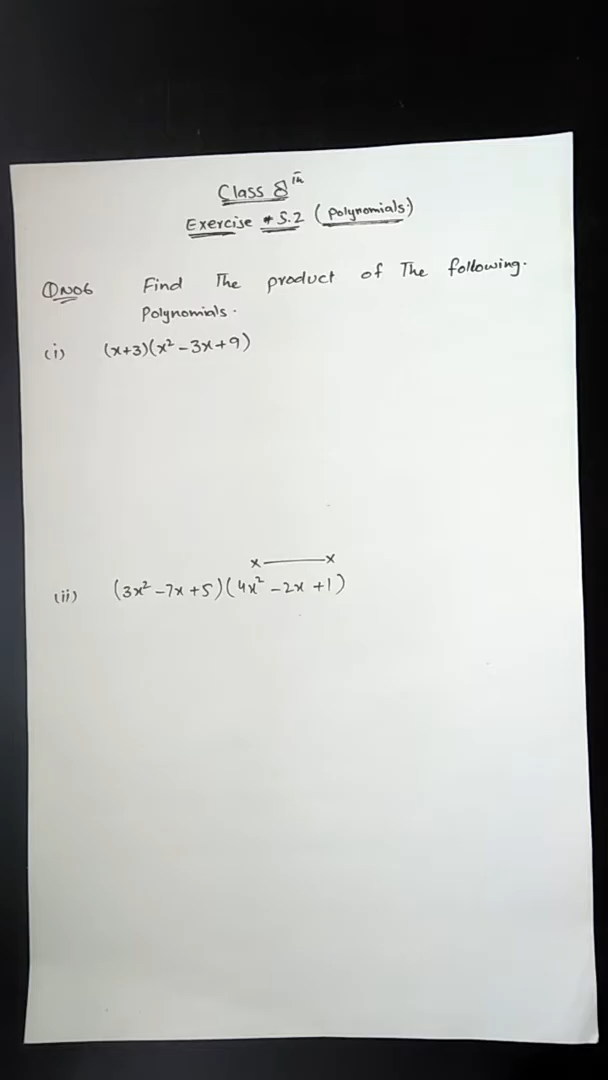 Class 8th
Exercise # 5.2 (Polynomials)
QNO6 Find The product of The following.
Polynomials.
(i) (x+3)(x² - 3x + 9)
x———x
(ii) (3x² - 7x + 5)(4x² - 2x + 1)